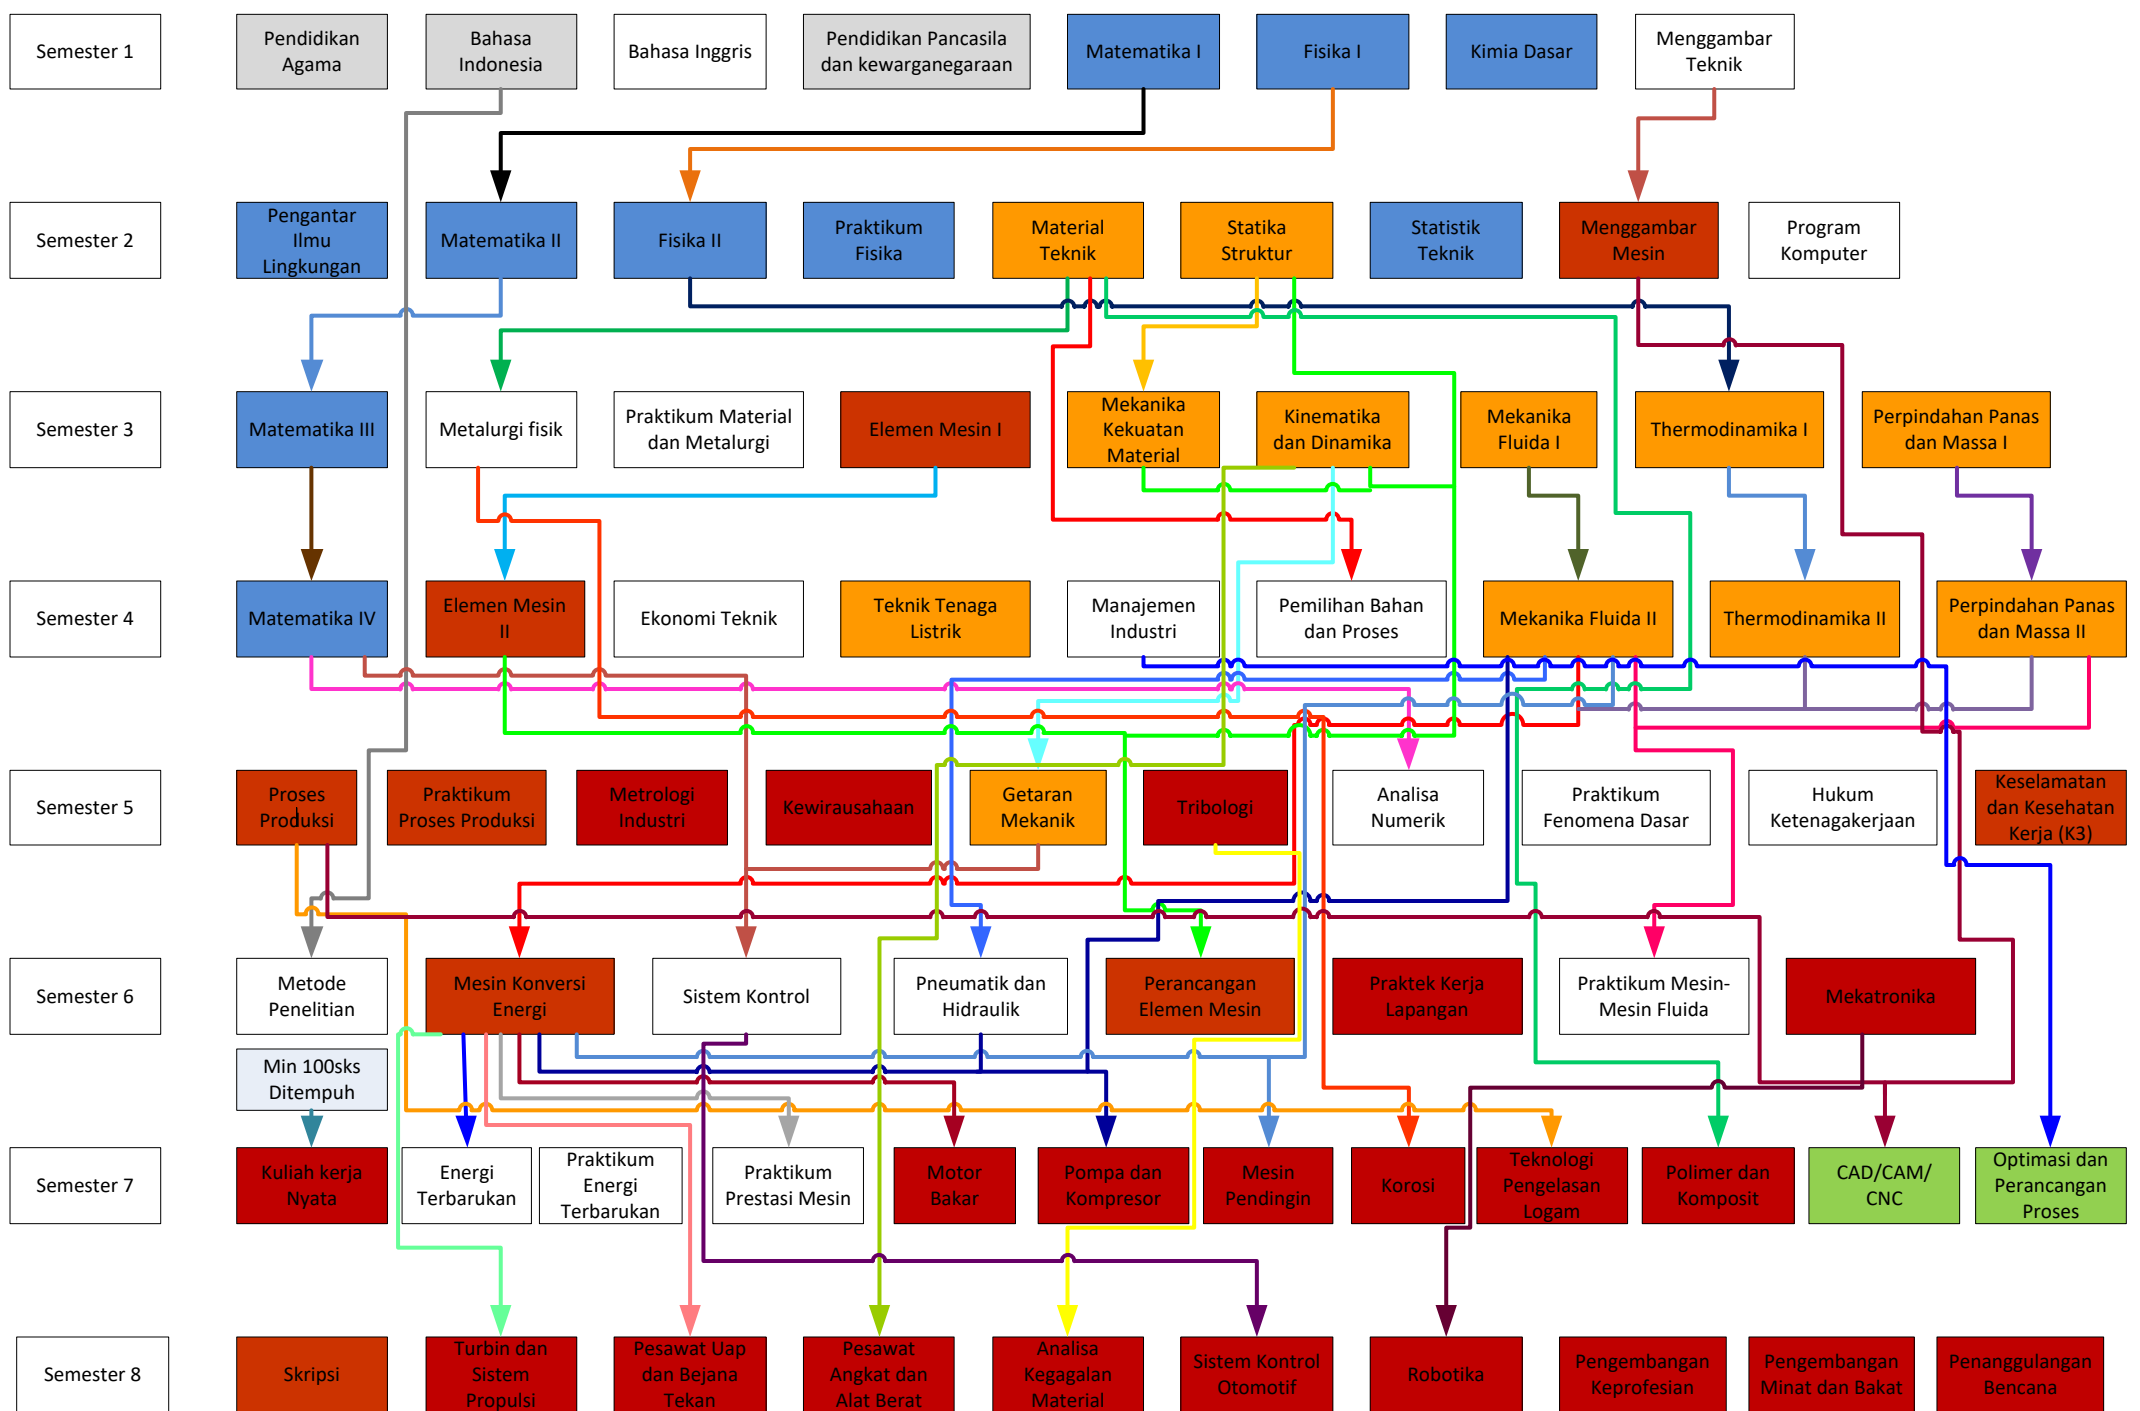 Semester 1
Pendidikan
Agama
Bahasa
Indonesia
Bahasa Inggris
Pendidikan Pancasila
dan kewarganegaraan
Matematika I
Fisika I
Kimia Dasar
Menggambar
Teknik
Semester 2
Pengantar
Ilmu
Lingkungan
Matematika II
Fisika II
Praktikum
Fisika
Material
Teknik
Statika
Struktur
Statistik
Teknik
Menggambar
Mesin
Program
Komputer
Semester 3
Matematika III
Metalurgi fisik
Praktikum Material
dan Metalurgi
Elemen Mesin I
Mekanika
Kekuatan
Material
Kinematika
dan Dinamika
Mekanika
Fluida I
Thermodinamika I
Perpindahan Panas
dan Massa I
Semester 4
Matematika IV
Elemen Mesin
II
Ekonomi Teknik
Teknik Tenaga
Listrik
Manajemen
Industri
Pemilihan Bahan
dan Proses
Mekanika Fluida II
Thermodinamika II
Perpindahan Panas
dan Massa II
Semester 5
Proses
Produksi
Praktikum
Proses Produksi
Metrologi
Industri
Kewirausahaan
Getaran
Mekanik
Tribologi
Analisa
Numerik
Praktikum
Fenomena Dasar
Hukum
Ketenagakerjaan
Keselamatan
dan Kesehatan
Kerja (K3)
Semester 6
Metode
Penelitian
Mesin Konversi
Energi
Sistem Kontrol
Pneumatik dan
Hidraulik
Perancangan
Elemen Mesin
Praktek Kerja
Lapangan
Praktikum Mesin-
Mesin Fluida
Mekatronika
Min 100sks
Ditempuh
Semester 7
Kuliah kerja
Nyata
Energi
Terbarukan
Praktikum
Energi
Terbarukan
Praktikum
Prestasi Mesin
Motor
Bakar
Pompa dan
Kompresor
Mesin
Pendingin
Korosi
Teknologi
Pengelasan
Logam
Polimer dan
Komposit
CAD/CAM/
CNC
Optimasi dan
Perancangan
Proses
Semester 8
Skripsi
Turbin dan
Sistem
Propulsi
Pesawat Uap
dan Bejana
Tekan
Pesawat
Angkat dan
Alat Berat
Analisa
Kegagalan
Material
Sistem Kontrol
Otomotif
Robotika
Pengembangan
Keprofesian
Pengembangan
Minat dan Bakat
Penanggulangan
Bencana